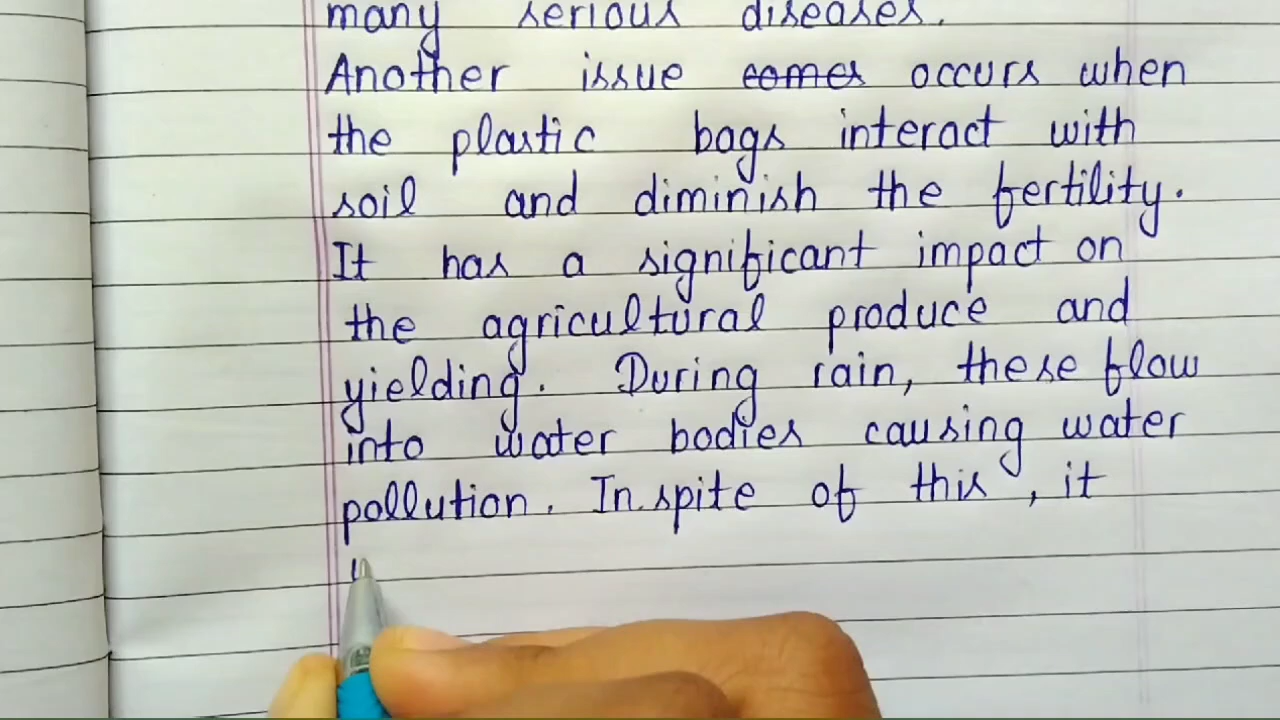 many serious diseases.
Another issue comes occurs when
the plastic bags interact with
soil and diminish the fertility.
It has a significant impact on
the agricultural produce and
yielding. During rain, these flow
into water bodies causing water
pollution. In spite of this, it